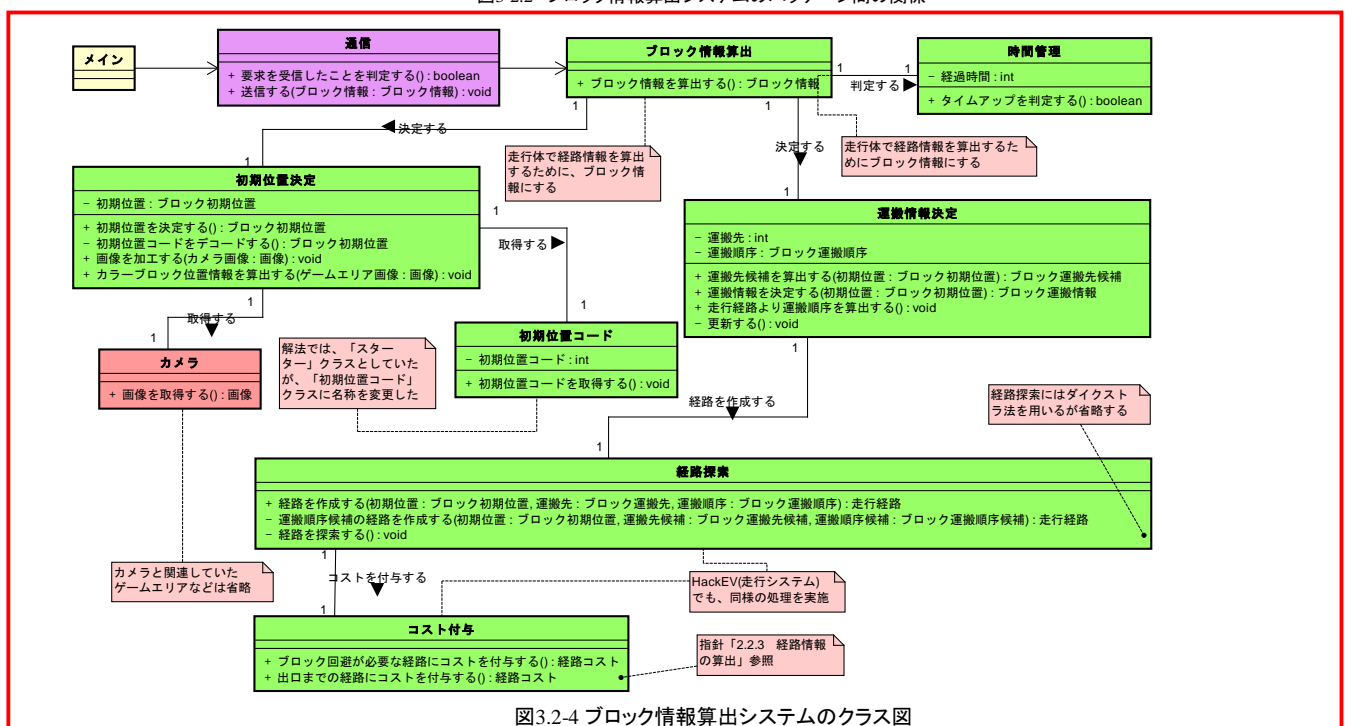 図3-2.2 ブロック情報算出システムのパッケージ間の関係
メイン
通信
+ 要求を受信したことを判定する() : boolean
+ 送信する(ブロック情報 : ブロック情報) : void
ブロック情報算出
+ ブロック情報を算出する() : ブロック情報
時間管理
− 経過時間 : int
+ タイムアップを判定する() : boolean
1
1
判定する
1
1
決定する
決定する
走行体で経路情報を算出
するために、ブロック情
報にする
走行体で経路情報を算出するた
めにブロック情報にする
1
1
初期位置決定
− 初期位置 : ブロック初期位置
+ 初期位置を決定する() : ブロック初期位置
− 初期位置コードをデコードする() : ブロック初期位置
+ 画像を加工する(カメラ画像 : 画像) : void
+ カラーブロック位置情報を算出する(ゲームエリア画像 : 画像) : void
1
取得する
運搬情報決定
− 運搬先 : int
− 運搬順序 : ブロック運搬順序
+ 運搬先候補を算出する(初期位置 : ブロック初期位置) : ブロック運搬先候補
+ 運搬情報を決定する(初期位置 : ブロック初期位置) : ブロック運搬情報
+ 走行経路より運搬順序を算出する() : void
− 更新する() : void
1
取得する
1
1
1
カメラ
+ 画像を取得する() : 画像
解法では、「スター
ター」クラスとしていた
が、「初期位置コード」
クラスに名称を変更した
初期位置コード
− 初期位置コード : int
+ 初期位置コードを取得する() : void
経路を作成する
経路探索にはダイクスト
ラ法を用いるが省略する
1
経路探索
+ 経路を作成する(初期位置 : ブロック初期位置, 運搬先 : ブロック運搬先, 運搬順序 : ブロック運搬順序) : 走行経路
− 運搬順序候補の経路を作成する(初期位置 : ブロック初期位置, 運搬先候補 : ブロック運搬先候補, 運搬順序候補 : ブロック運搬順序候補) : 走行経路
− 経路を探索する() : void
1
カメラと関連していた
ゲームエリアなどは省略
コストを付与する
HackEV(走行システム)
でも、同様の処理を実施
1
コスト付与
+ ブロック回避が必要な経路にコストを付与する() : 経路コスト
+ 出口までの経路にコストを付与する() : 経路コスト
指針「2.2.3 経路情報
の算出」参照
図3.2-4 ブロック情報算出システムのクラス図